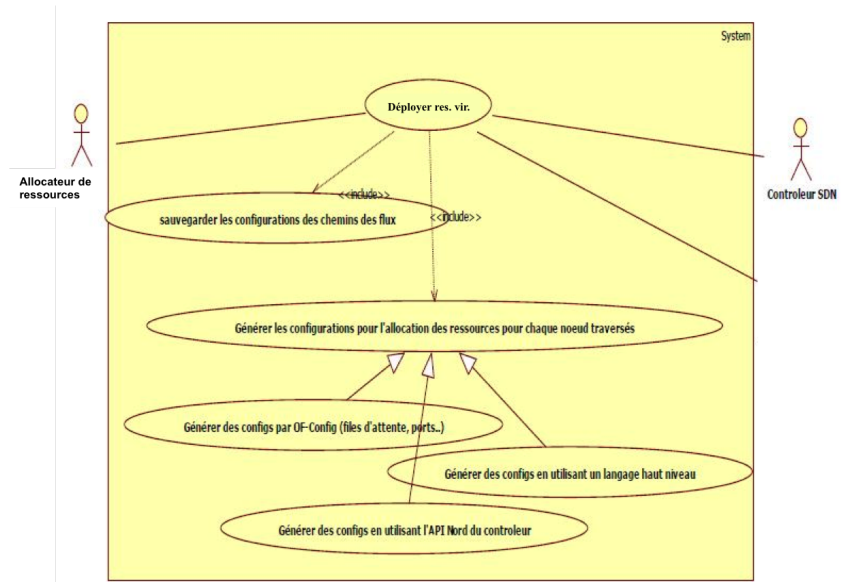 System
Déployer res. vir.
Allocateur de
ressources
Controleur SDN
<<include>>
sauvegarder les configurations des chemins des flux
<<include>>
Générer les configurations pour l'allocation des ressources pour chaque noeud traversés
Générer des configs par OF-Config (files d'attente, ports..)
Générer des configs en utilisant un langage haut niveau
Générer des configs en utilisant l'API Nord du controleur